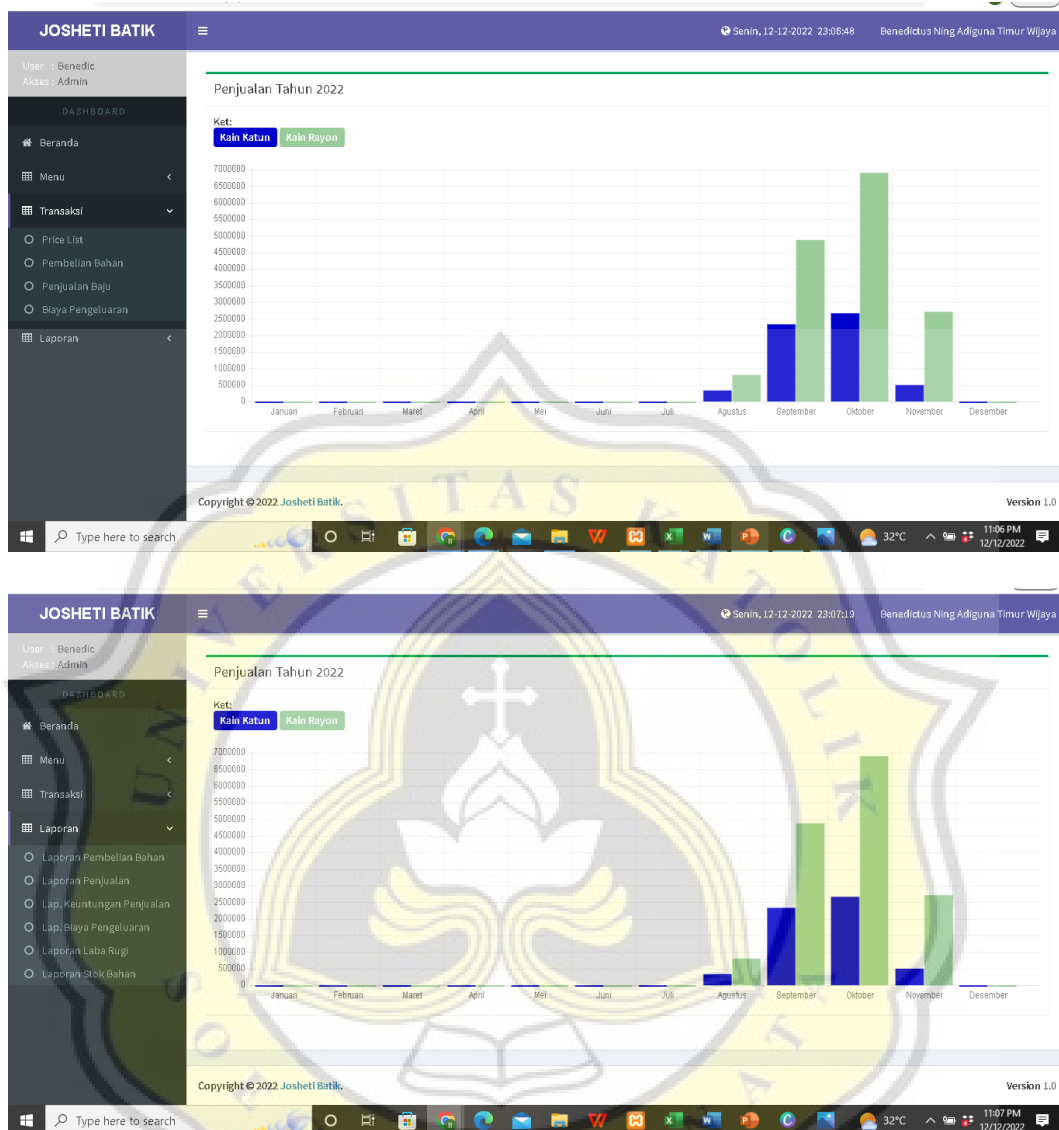 JOSHETI BATIK
Senin, 12-12-2022 23:06:48 Benedictus Ning Adiguna Timur Wijaya
User : Benedic
Akses : Admin
DASHBOARD
Beranda
Menu
Transaksi
Price List
Pembelian Bahan
Penjualan Baju
Biaya Pengeluaran
Laporan
Penjualan Tahun 2022
Ket:
Kain Katun Kain Rayon
7000000
6500000
6000000
5500000
5000000
4500000
4000000
3500000
3000000
2500000
2000000
1500000
1000000
500000
0
Januari Februari Maret April Mei Juni Juli Agustus September Oktober November Desember
Copyright © 2022 Josheti Batik. Version 1.0
Type here to search 32°C 11:06 PM
12/12/2022
JOSHETI BATIK
Senin, 12-12-2022 23:07:19 Benedictus Ning Adiguna Timur Wijaya
User : Benedic
Akses : Admin
DASHBOARD
Beranda
Menu
Transaksi
Laporan
Laporan Pembelian Bahan
Laporan Penjualan
Lap. Keuntungan Penjualan
Lap. Biaya Pengeluaran
Laporan Laba Rugi
Laporan Stok Bahan
Penjualan Tahun 2022
Ket:
Kain Katun Kain Rayon
7000000
6500000
6000000
5500000
5000000
4500000
4000000
3500000
3000000
2500000
2000000
1500000
1000000
500000
0
Januari Februari Maret April Mei Juni Juli Agustus September Oktober November Desember
Copyright © 2022 Josheti Batik. Version 1.0
Type here to search 32°C 11:07 PM
12/12/2022
UNIVERSITAS KATOLIK